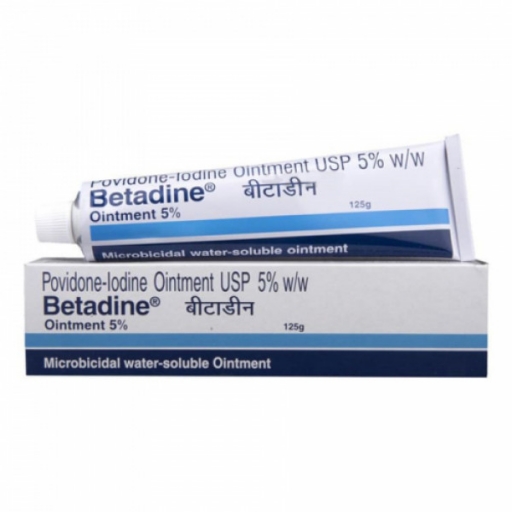 Povidone-Iodine Ointment USP 5% w/w
Betadine® बीटाडीन
Ointment 5% 125g
Microbicidal water-soluble ointment
Povidone-Iodine Ointment USP 5% w/w
Betadine® बीटाडीन
Ointment 5% 125g
Microbicidal water-soluble Ointment